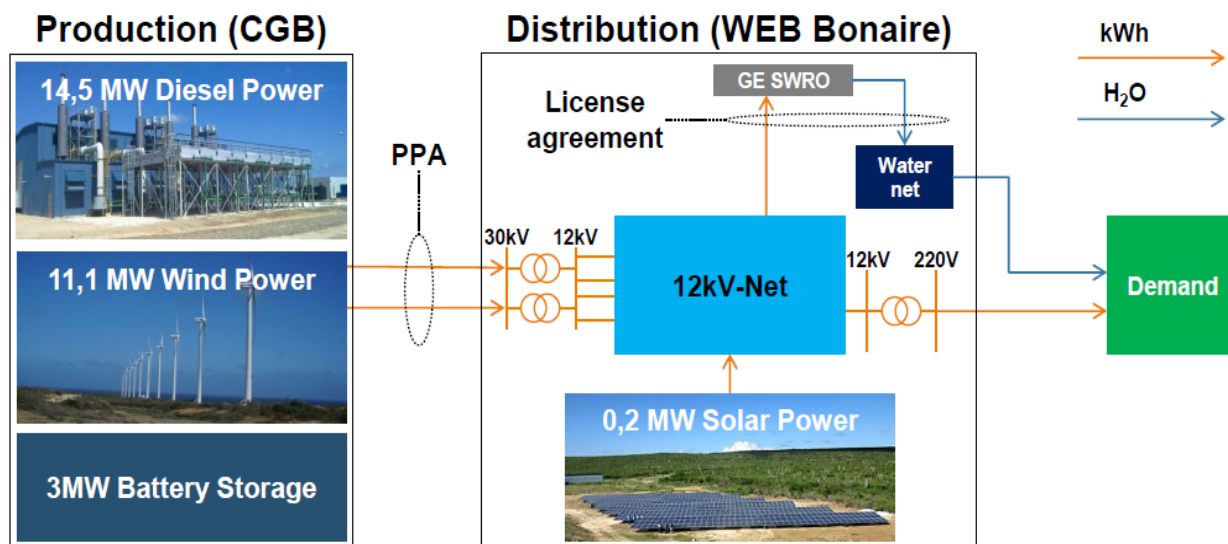 Production (CGB)
14,5 MW Diesel Power
11,1 MW Wind Power
3MW Battery Storage
PPA
Distribution (WEB Bonaire)
GE SWRO
License
agreement
Water
net
30kV
12kV
12kV-Net
12kV
220V
0,2 MW Solar Power
kWh
H₂O
Demand